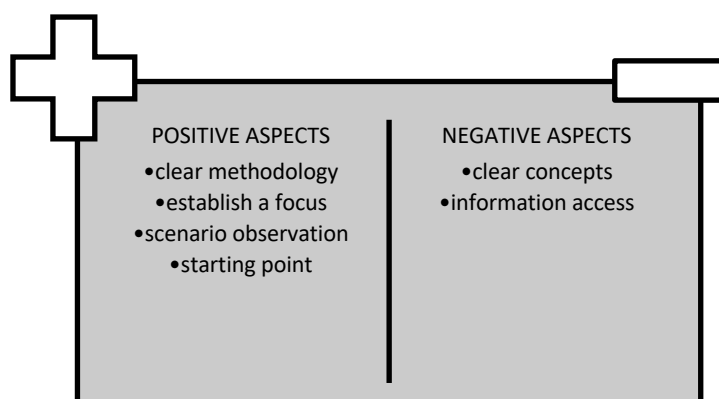 POSITIVE ASPECTS
•clear methodology
•establish a focus
•scenario observation
•starting point
NEGATIVE ASPECTS
•clear concepts
•information access